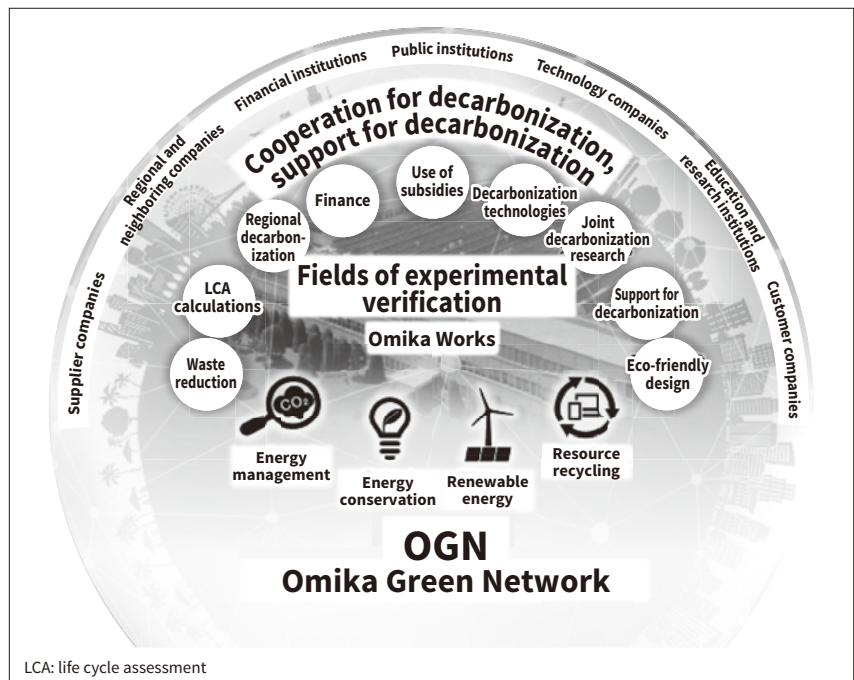 Public institutions
Financial institutions
Technology companies
Regional and
neighboring companies
Education and
research institutions
Supplier companies
Customer companies
Cooperation for decarbonization,
support for decarbonization
Use of
subsidies
Finance
Decarbonization
technologies
Regional
decarbon-
ization
Joint
decarbonization
research
LCA
calculations
Support for
decarbonization
Waste
reduction
Eco-friendly
design
Fields of experimental
verification
Omika Works
CO2
Energy
management
Energy
conservation
Renewable
energy
Resource
recycling
OGN
Omika Green Network
LCA: life cycle assessment